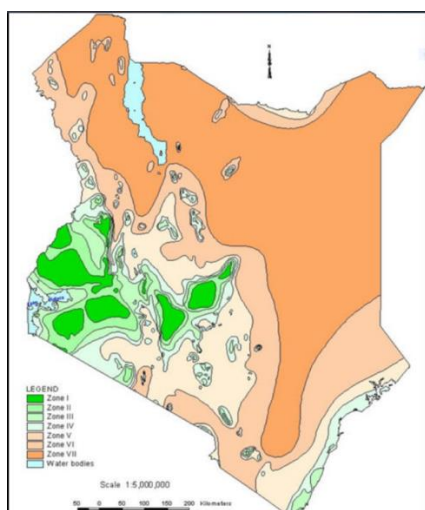 LEGEND
Zone I
Zone II
Zone III
Zone IV
Zone V
Zone VI
Zone VII
Water bodies
Scale 1:5,000,000
50 0 50 100 150 200 Kilometers